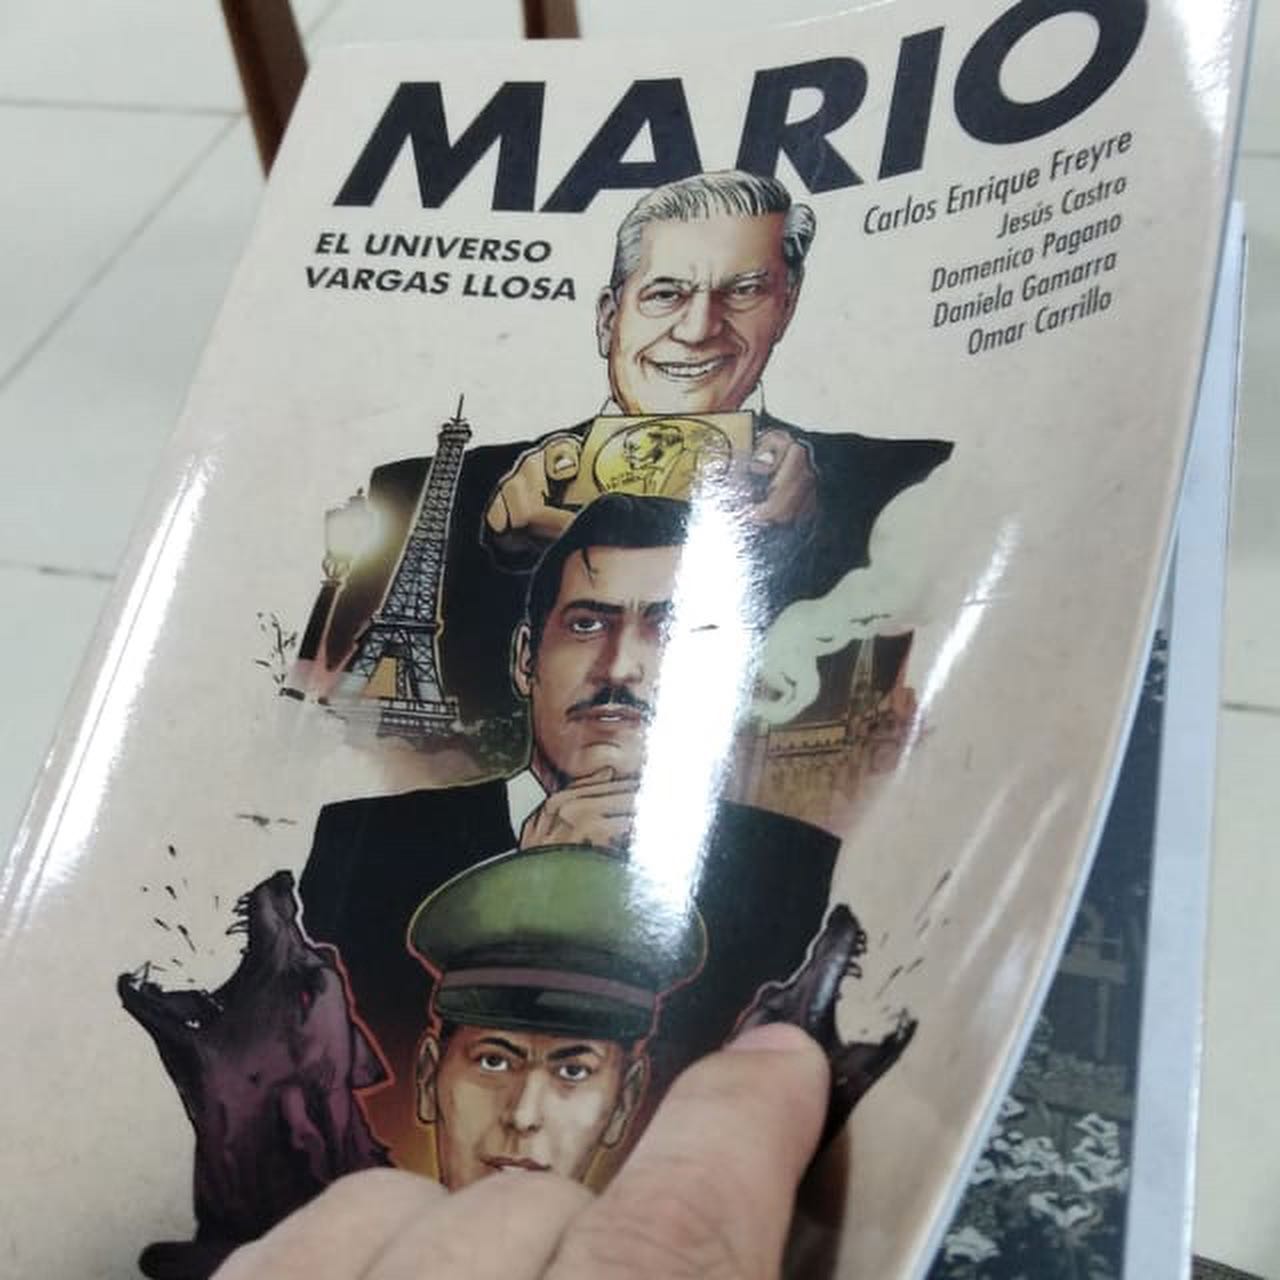 MARIO
EL UNIVERSO
VARGAS LLOSA
Carlos Enrique Freyre
Jesús Castro
Domenico Pagano
Daniela Gamarra
Omar Carrillo